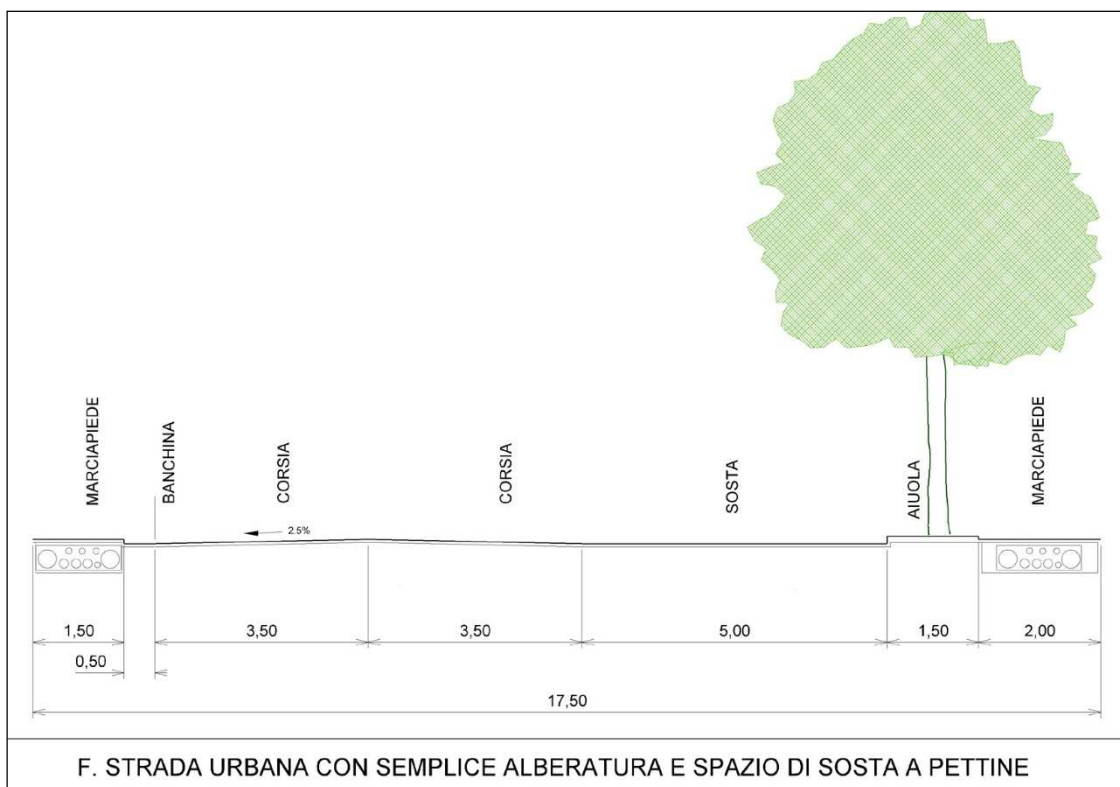 MARCIAPIEDE
BANCHINA
CORSIA
CORSIA
SOSTA
AIUOLA
MARCIAPIEDE
2.5%
1,50
3,50
3,50
5,00
1,50
2,00
0,50
17,50
F. STRADA URBANA CON SEMPLICE ALBERATURA E SPAZIO DI SOSTA A PETTINE